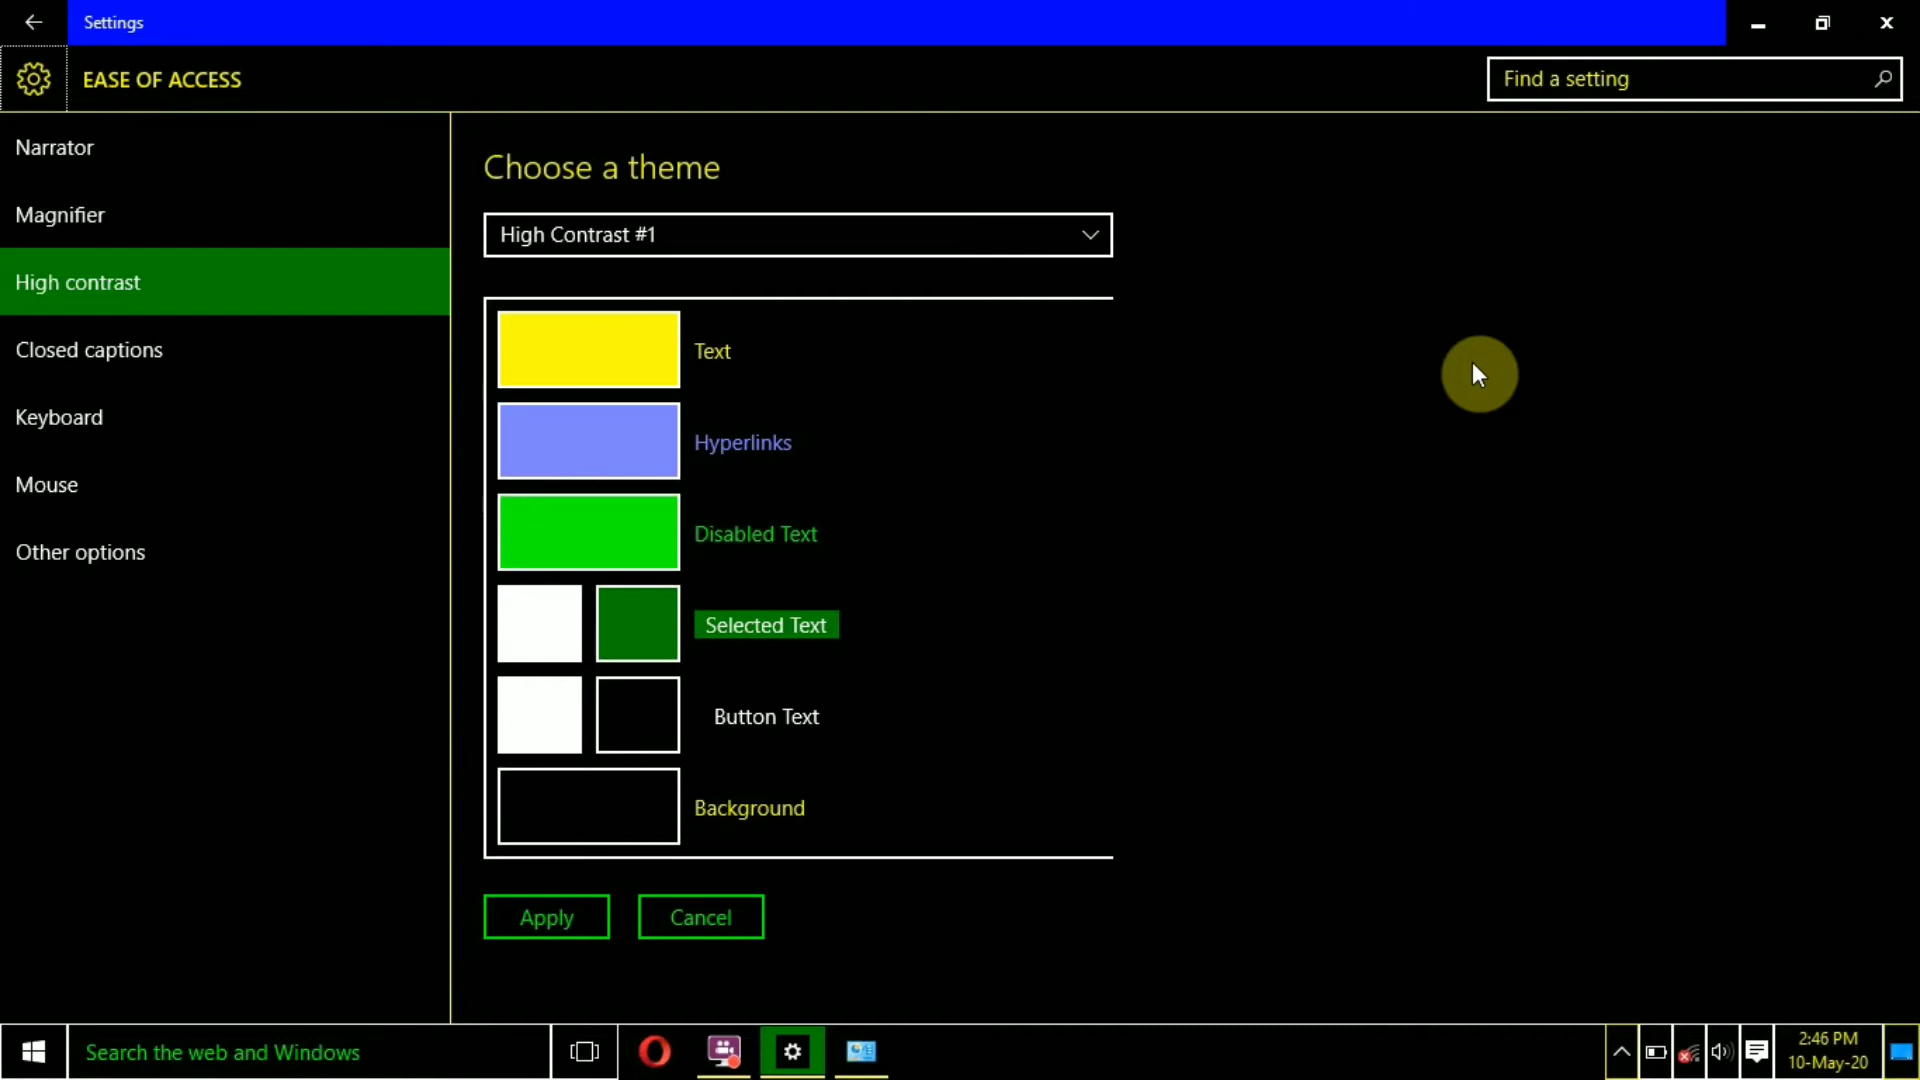 Settings
EASE OF ACCESS
Find a setting
Narrator
Magnifier
High contrast
Closed captions
Keyboard
Mouse
Other options
Choose a theme
High Contrast #1
Text
Hyperlinks
Disabled Text
Selected Text
Button Text
Background
Apply
Cancel
Search the web and Windows
2:46 PM
10-May-20